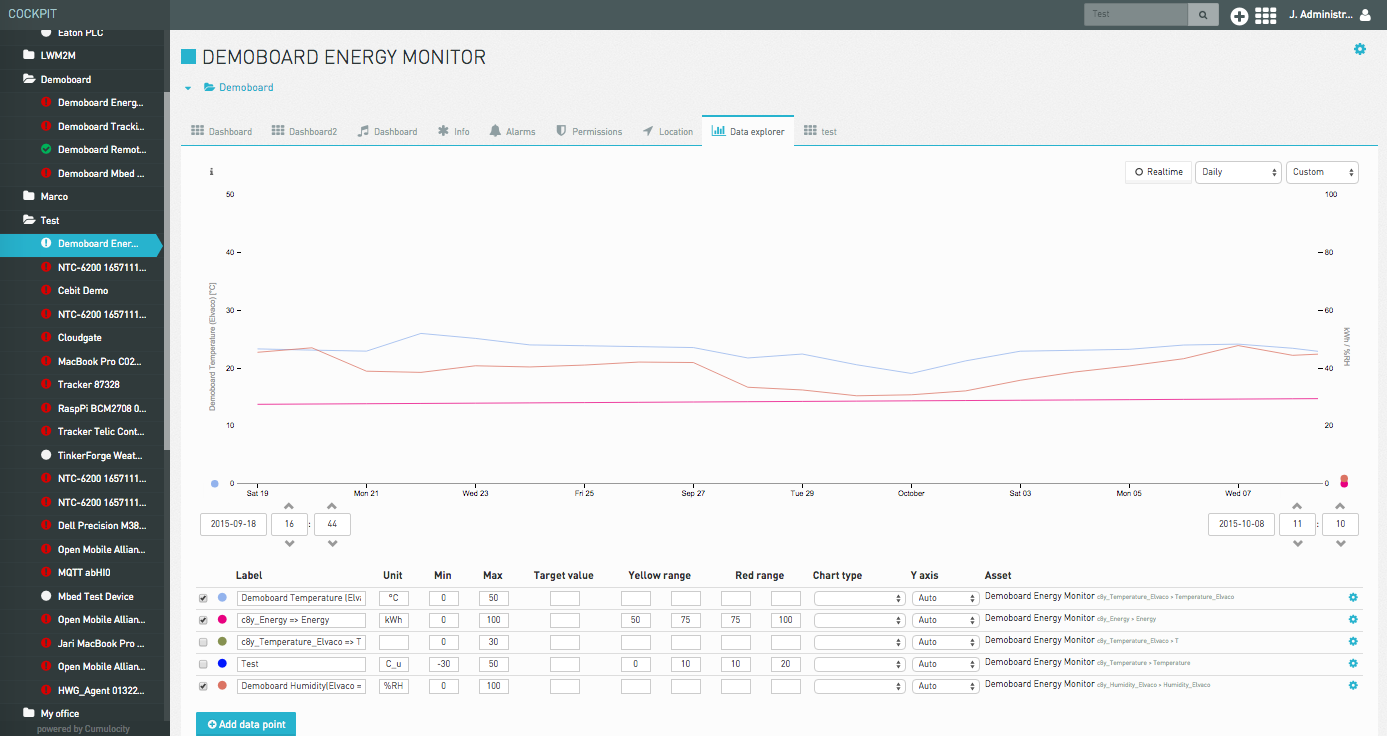 COCKPIT
Test
J. Administr...
Eaton PLC
LWM2M
Demoboard
Demoboard Energ...
Demoboard Tracki...
Demoboard Remot...
Demoboard Mbed ...
Marco
Test
Demoboard Ener...
NTC-6200 1657111...
Cebit Demo
NTC-6200 1657111...
Cloudgate
MacBook Pro C02...
Tracker 87328
RaspPi BCM2708 0...
Tracker Telic Cont...
TinkerForge Weat...
NTC-6200 1657111...
NTC-6200 1657111...
Dell Precision M38...
Open Mobile Allian...
MQTT abHI0
Mbed Test Device
Open Mobile Allian...
Jari MacBook Pro ...
Open Mobile Allian...
HWG_Agent 01322...
My office
powered by Cumulocity
DEMOBOARD ENERGY MONITOR
Demoboard
Dashboard Dashboard2 Dashboard Info Alarms Permissions Location Data explorer test
Realtime Daily Custom
50 100
40 80
30 60
20 40
10 20
0 0
Demoboard Temperature (Elvaco) [°C]
kWh / %RH
Sat 19 Mon 21 Wed 23 Fri 25 Sep 27 Tue 29 October Sat 03 Mon 05 Wed 07
2015-09-18 16 : 44 2015-10-08 11 : 10
Label Unit Min Max Target value Yellow range Red range Chart type Y axis Asset
Demoboard Temperature (Elva °C 0 50 Auto Demoboard Energy Monitor c8y_Temperature_Elvaco » Temperature_Elvaco
c8y_Energy => Energy kWh 0 100 50 75 75 100 Auto Demoboard Energy Monitor c8y_Energy » Energy
c8y_Temperature_Elvaco => T 0 30 Auto Demoboard Energy Monitor c8y_Temperature_Elvaco » T
Test C_u -30 50 0 10 10 20 Auto Demoboard Energy Monitor c8y_Temperature » Temperature
Demoboard Humidity(Elvaco = %RH 0 100 Auto Demoboard Energy Monitor c8y_Humidity_Elvaco » Humidity_Elvaco
Add data point